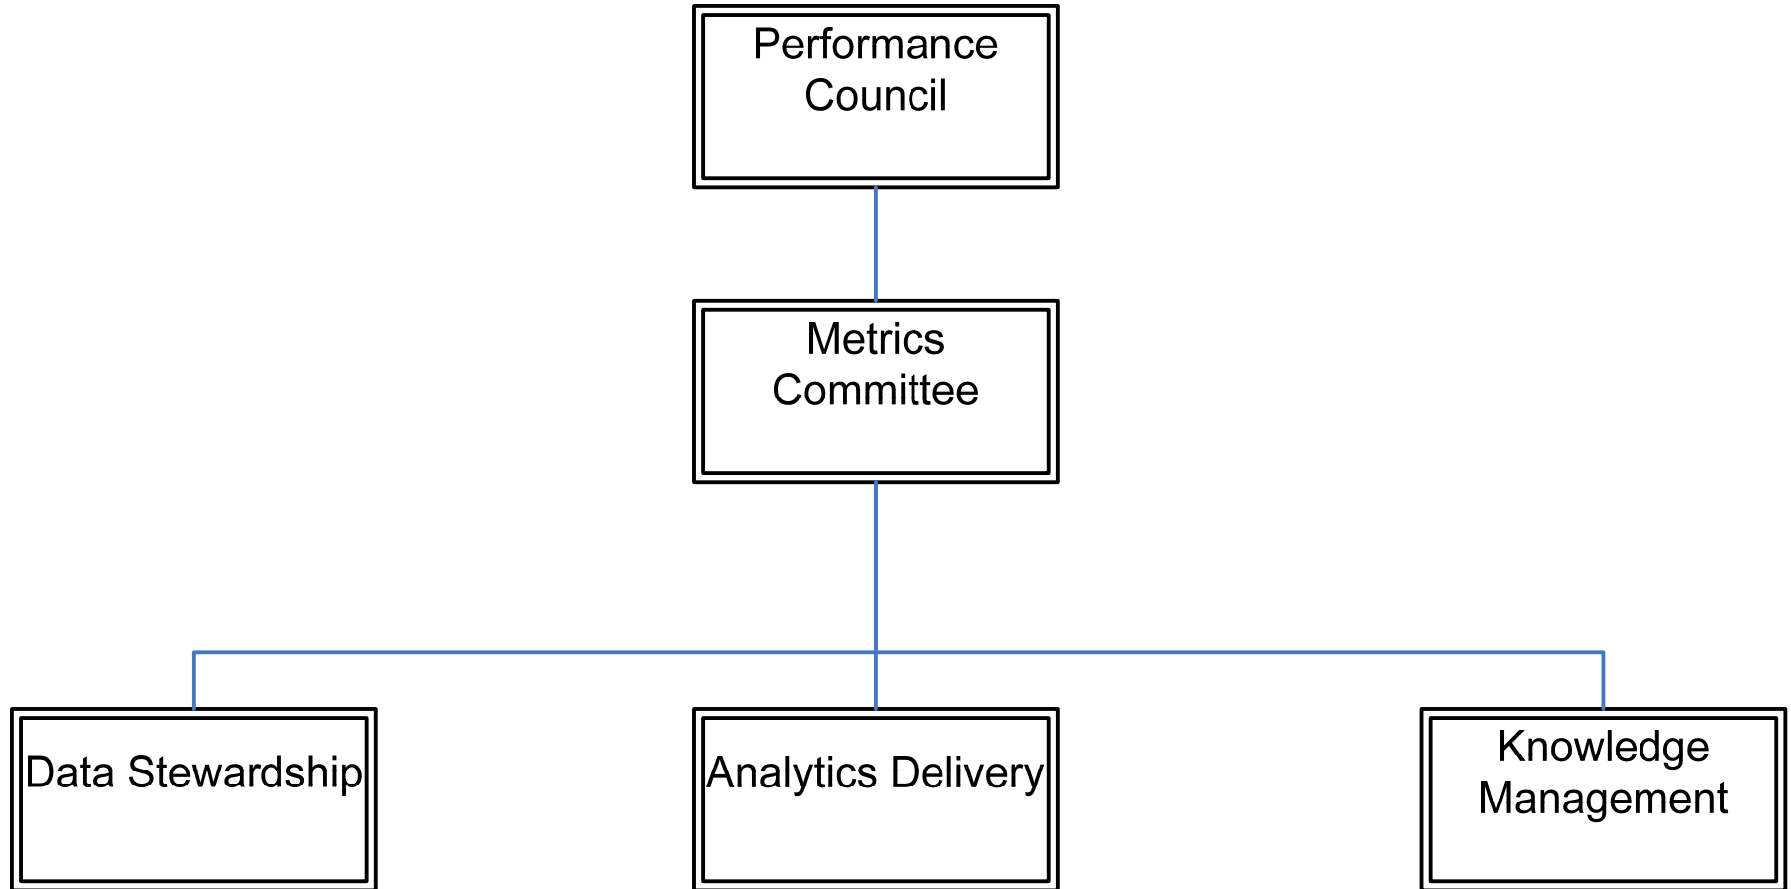 Performance
Council
Metrics
Committee
Data Stewardship
Analytics Delivery
Knowledge
Management